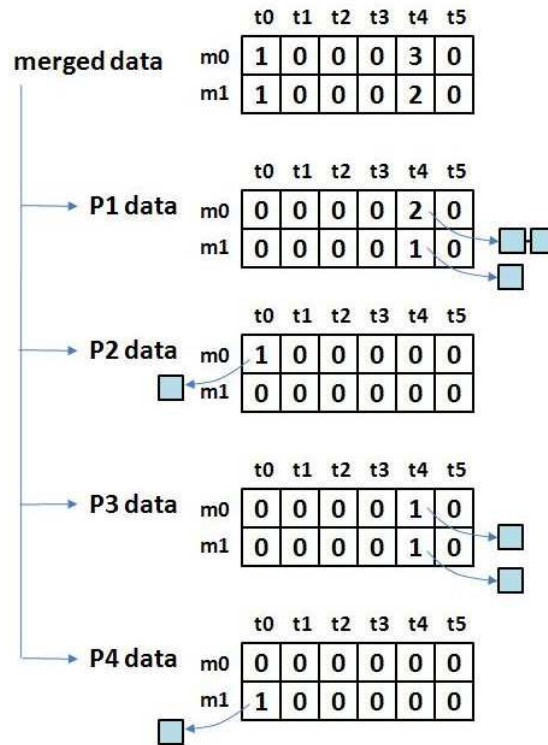 t0 t1 t2 t3 t4 t5
merged data m0 1 0 0 0 3 0
m1 1 0 0 0 2 0
t0 t1 t2 t3 t4 t5
P1 data m0 0 0 0 0 2 0
m1 0 0 0 0 1 0
t0 t1 t2 t3 t4 t5
P2 data m0 1 0 0 0 0 0
m1 0 0 0 0 0 0
t0 t1 t2 t3 t4 t5
P3 data m0 0 0 0 0 1 0
m1 0 0 0 0 1 0
t0 t1 t2 t3 t4 t5
P4 data m0 0 0 0 0 0 0
m1 1 0 0 0 0 0